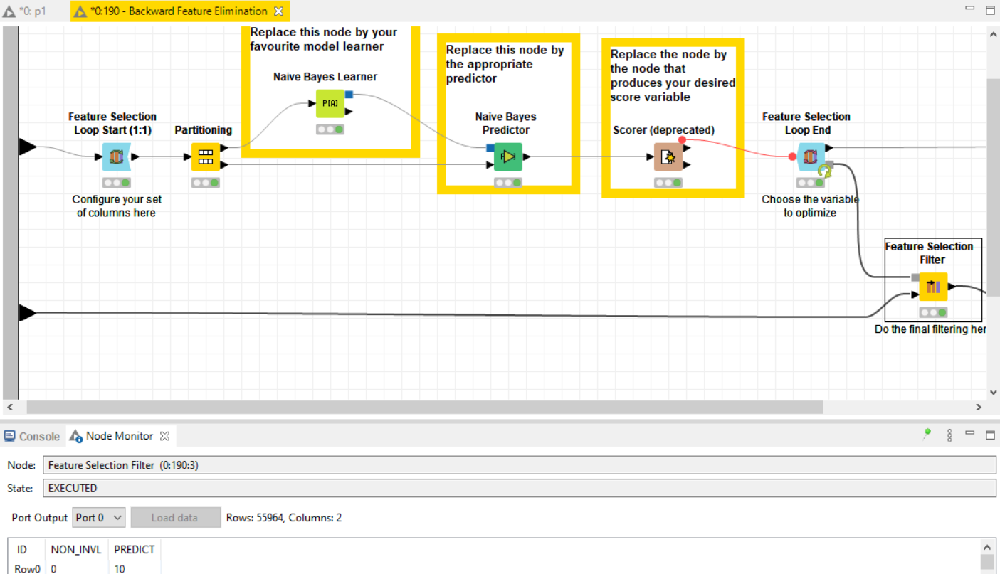 *0: p1
*0:190 - Backward Feature Elimination
Replace this node by your
favourite model learner
Naive Bayes Learner
P[A]
Replace this node by
the appropriate
predictor
Naive Bayes
Predictor
Replace the node by
the node that
produces your desired
score variable
Scorer (deprecated)
Feature Selection
Loop Start (1:1)
Configure your set
of columns here
Partitioning
Feature Selection
Loop End
Choose the variable
to optimize
Feature Selection
Filter
Do the final filtering her
Console
Node Monitor
Node:
Feature Selection Filter (0:190:3)
State:
EXECUTED
Port Output
Port 0
Load data
Rows: 55964, Columns: 2
ID NON_INVL PREDICT
Row0 0 10